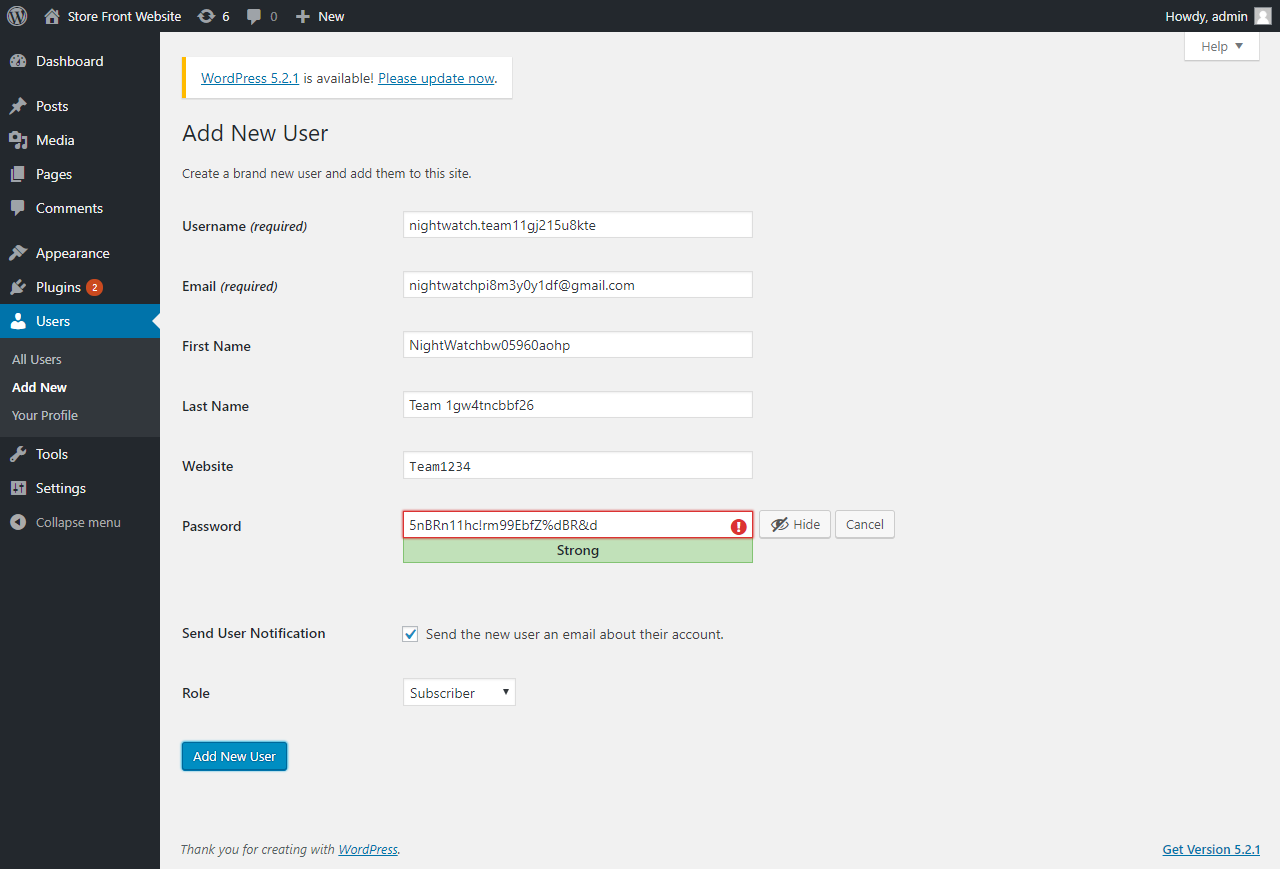 Store Front Website 6 0 New Howdy, admin
Help
Dashboard
Posts
Media
Pages
Comments
Appearance
Plugins 2
Users
All Users
Add New
Your Profile
Tools
Settings
Collapse menu
WordPress 5.2.1 is available! Please update now.
Add New User
Create a brand new user and add them to this site.
Username (required) nightwatch.team11gj215u8kte
Email (required) nightwatchpi8m3y0y1df@gmail.com
First Name NightWatchbw05960aohp
Last Name Team 1gw4tncbbf26
Website Team1234
Password 5nBRn11hc!rm99EbfZ%dBR&d Hide Cancel
Strong
Send User Notification Send the new user an email about their account.
Role Subscriber
Add New User
Thank you for creating with WordPress. Get Version 5.2.1